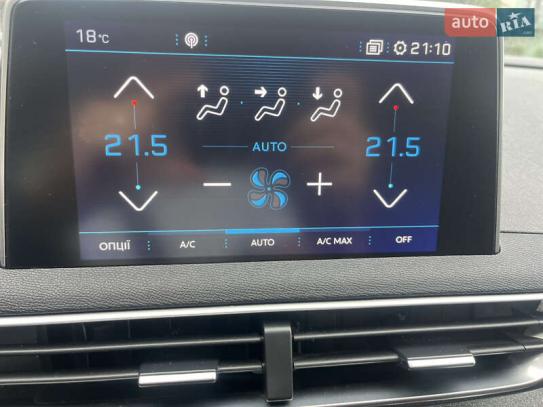 18°C 21:10
auto RIA
21.5 AUTO 21.5
ОПЦІЇ A/C AUTO A/C MAX OFF